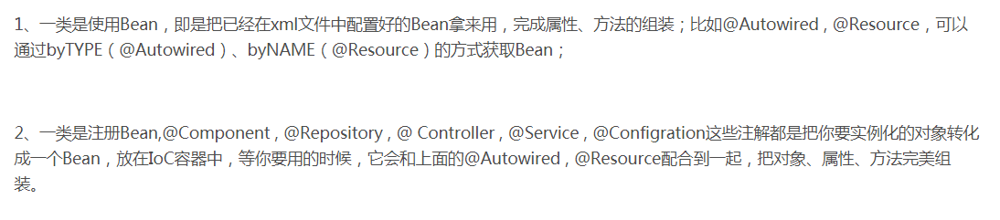 1、一类是使用Bean，即是把已经在xml文件中配置好的Bean拿来用，完成属性、方法的组装；比如@Autowired , @Resource，可以
通过byTYPE（@Autowired）、byNAME（@Resource）的方式获取Bean；
2、一类是注册Bean,@Component , @Repository , @ Controller , @Service , @Configration这些注解都是把你要实例化的对象转化
成一个Bean，放在IoC容器中，等你要用的时候，它会和上面的@Autowired , @Resource配合到一起，把对象、属性、方法完美组
装。